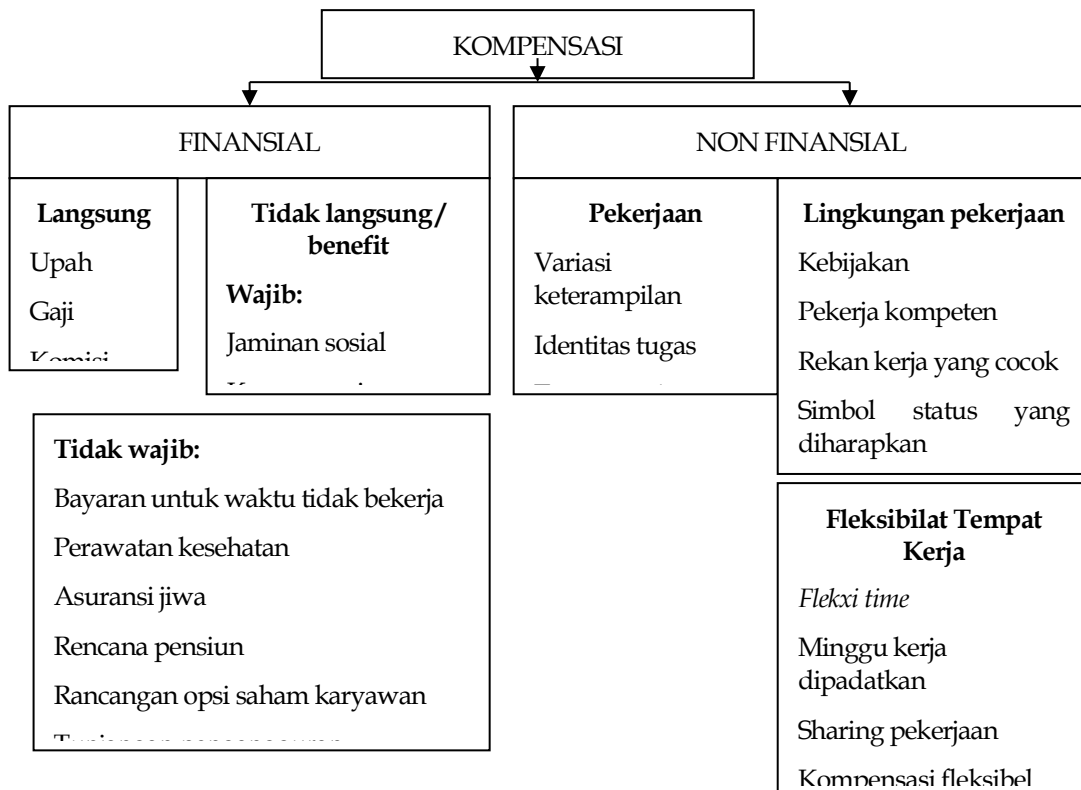 KOMPENSASI
FINANSIAL
NON FINANSIAL
Langsung
Upah
Gaji
Komisi
Tidak langsung/
benefit
Wajib:
Jaminan sosial
Pekerjaan
Variasi
keterampilan
Identitas tugas
Lingkungan pekerjaan
Kebijakan
Pekerja kompeten
Rekan kerja yang cocok
Simbol status yang
diharapkan
Tidak wajib:
Bayaran untuk waktu tidak bekerja
Perawatan kesehatan
Asuransi jiwa
Rencana pensiun
Rancangan opsi saham karyawan
Fleksibilat Tempat
Kerja
Flekxi time
Minggu kerja
dipadatkan
Sharing pekerjaan
Kompensasi fleksibel